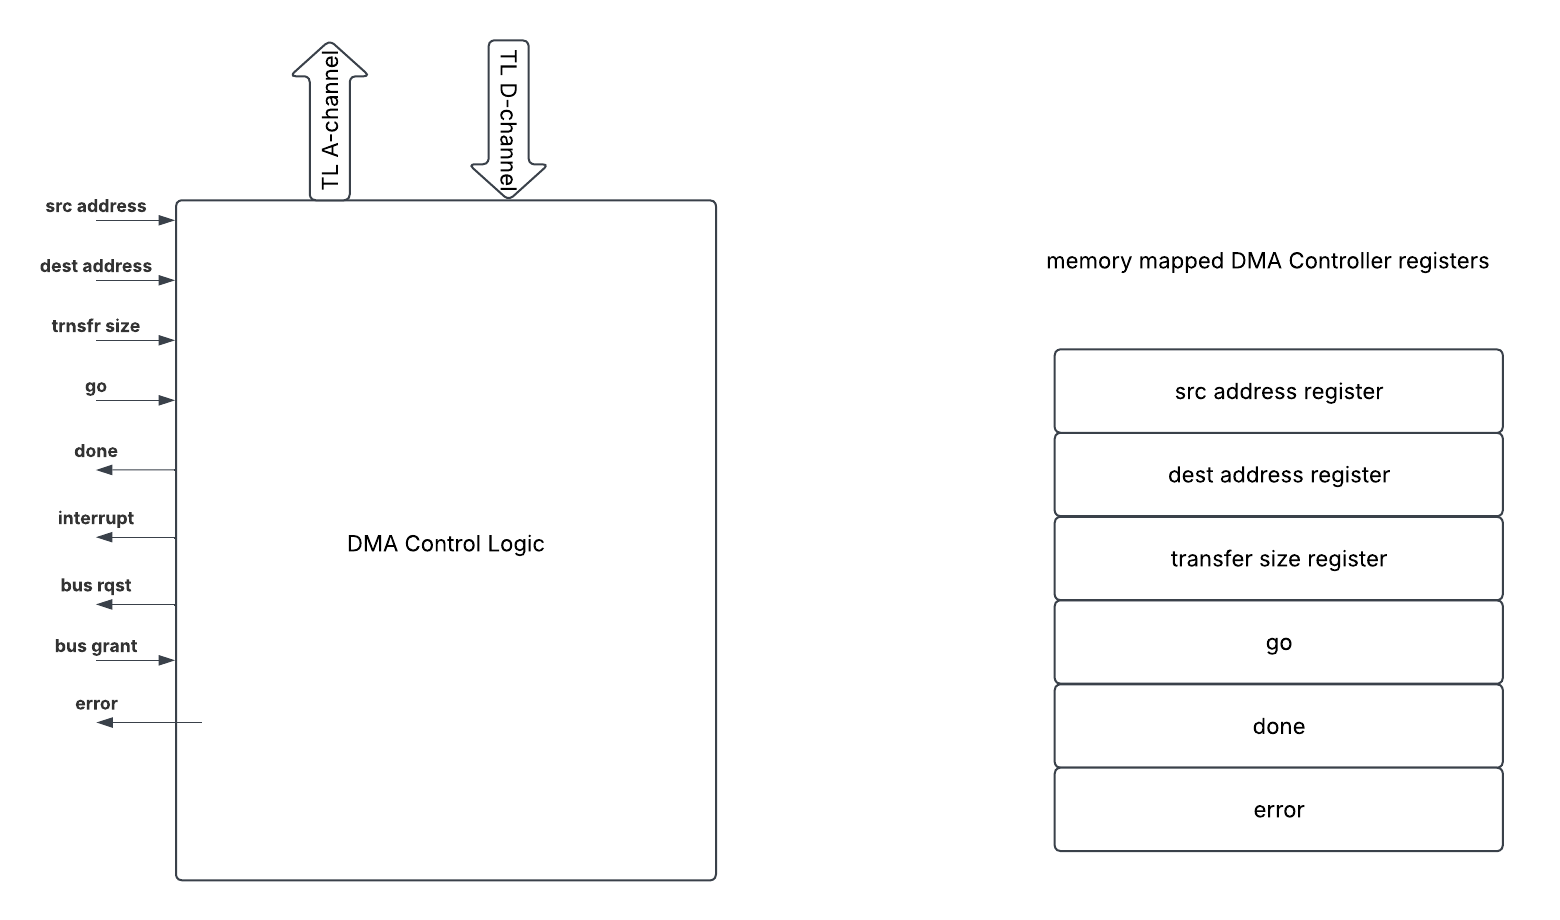 TL A-channel
TL D-channel
src address
dest address
trnsfr size
go
done
interrupt
bus rqst
bus grant
error
DMA Control Logic
memory mapped DMA Controller registers
src address register
dest address register
transfer size register
go
done
error